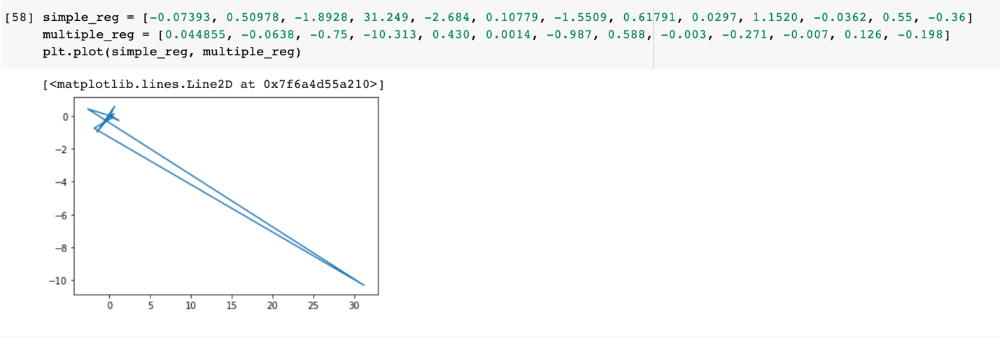 [58] simple_reg = [-0.07393, 0.50978, -1.8928, 31.249, -2.684, 0.10779, -1.5509, 0.61791, 0.0297, 1.1520, -0.0362, 0.55, -0.36]
multiple_reg = [0.044855, -0.0638, -0.75, -10.313, 0.430, 0.0014, -0.987, 0.588, -0.003, -0.271, -0.007, 0.126, -0.198]
plt.plot(simple_reg, multiple_reg)
[<matplotlib.lines.Line2D at 0x7f6a4d55a210>]
0
−2
−4
−6
−8
−10
0 5 10 15 20 25 30